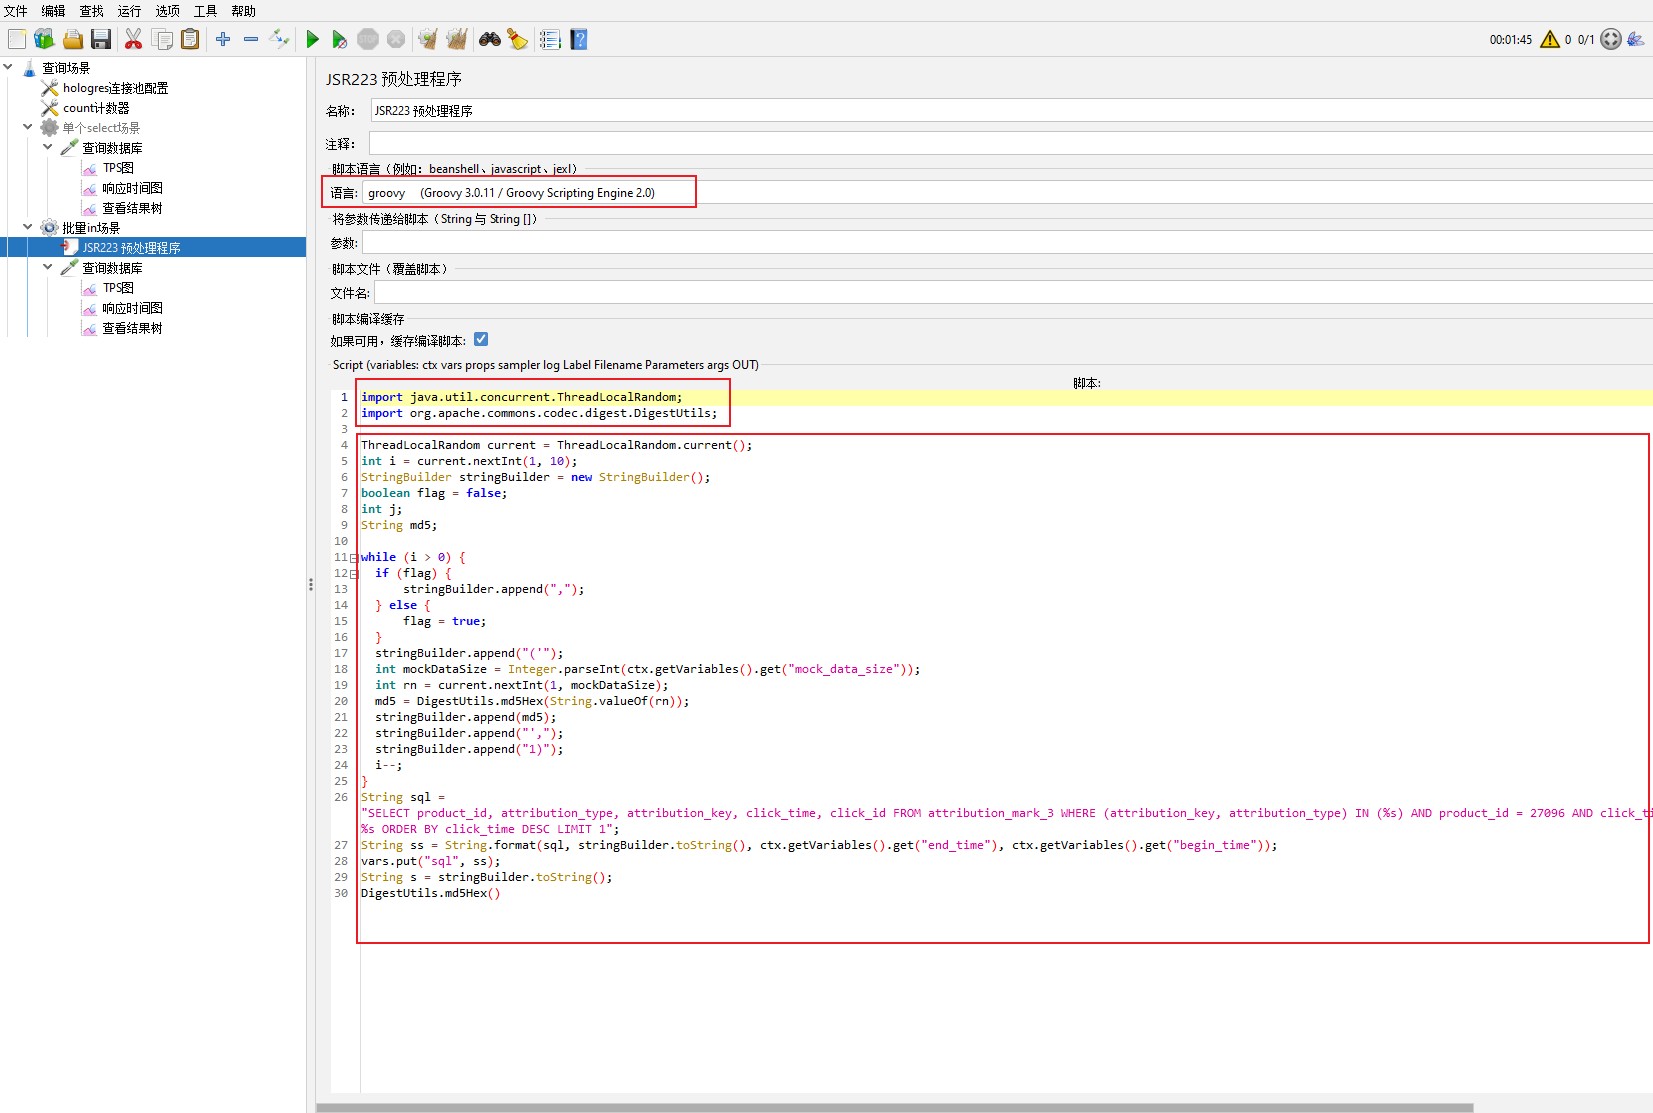 文件 编辑 查找 运行 选项 工具 帮助
00:01:45 0 0/1
查询场景
hologres连接池配置
count计数器
单个select场景
查询数据库
TPS图
响应时间图
查看结果树
批量in场景
JSR223 预处理程序
查询数据库
TPS图
响应时间图
查看结果树
JSR223 预处理程序
名称: JSR223 预处理程序
注释:
脚本语言（例如：beanshell、javascript、jexl）
语言: groovy (Groovy 3.0.11 / Groovy Scripting Engine 2.0)
将参数传递给脚本（String 与 String []）
参数:
脚本文件（覆盖脚本）
文件名:
脚本编译缓存
如果可用，缓存编译脚本:
Script (variables: ctx vars props sampler log Label Filename Parameters args OUT)
脚本:
1 import java.util.concurrent.ThreadLocalRandom;
2 import org.apache.commons.codec.digest.DigestUtils;
3
4 ThreadLocalRandom current = ThreadLocalRandom.current();
5 int i = current.nextInt(1, 10);
6 StringBuilder stringBuilder = new StringBuilder();
7 boolean flag = false;
8 int j;
9 String md5;
10
11 while (i > 0) {
12 if (flag) {
13 stringBuilder.append(",");
14 } else {
15 flag = true;
16 }
17 stringBuilder.append("('");
18 int mockDataSize = Integer.parseInt(ctx.getVariables().get("mock_data_size"));
19 int rn = current.nextInt(1, mockDataSize);
20 md5 = DigestUtils.md5Hex(String.valueOf(rn));
21 stringBuilder.append(md5);
22 stringBuilder.append("',");
23 stringBuilder.append("1)");
24 i--;
25 }
26 String sql =
"SELECT product_id, attribution_type, attribution_key, click_time, click_id FROM attribution_mark_3 WHERE (attribution_key, attribution_type) IN (%s) AND product_id = 27096 AND click_ti
%s ORDER BY click_time DESC LIMIT 1";
27 String ss = String.format(sql, stringBuilder.toString(), ctx.getVariables().get("end_time"), ctx.getVariables().get("begin_time"));
28 vars.put("sql", ss);
29 String s = stringBuilder.toString();
30 DigestUtils.md5Hex()